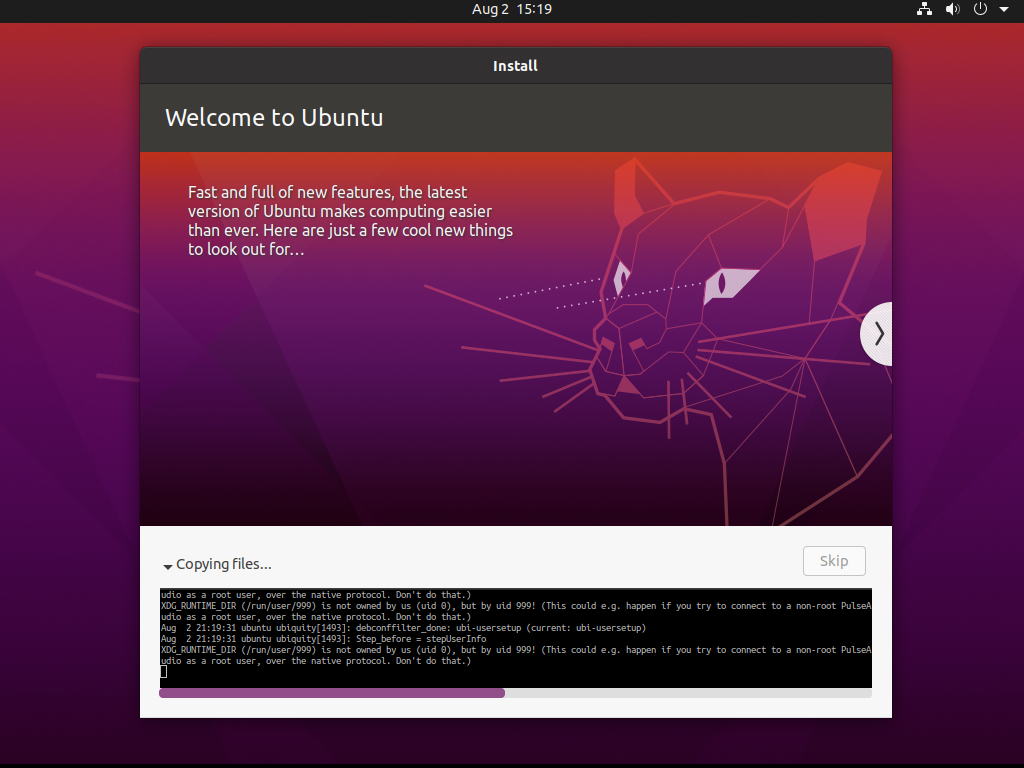 Aug 2 15:19
Install
Welcome to Ubuntu
Fast and full of new features, the latest
version of Ubuntu makes computing easier
than ever. Here are just a few cool new things
to look out for…
Copying files...
Skip
udio as a root user, over the native protocol. Don't do that.)
XDG_RUNTIME_DIR (/run/user/999) is not owned by us (uid 0), but by uid 999! (This could e.g. happen if you try to connect to a non-root PulseA
udio as a root user, over the native protocol. Don't do that.)
Aug  2 21:19:31 ubuntu ubiquity[1493]: debconffilter_done: ubi-usersetup (current: ubi-usersetup)
Aug  2 21:19:31 ubuntu ubiquity[1493]: Step_before = stepUserInfo
XDG_RUNTIME_DIR (/run/user/999) is not owned by us (uid 0), but by uid 999! (This could e.g. happen if you try to connect to a non-root PulseA
udio as a root user, over the native protocol. Don't do that.)